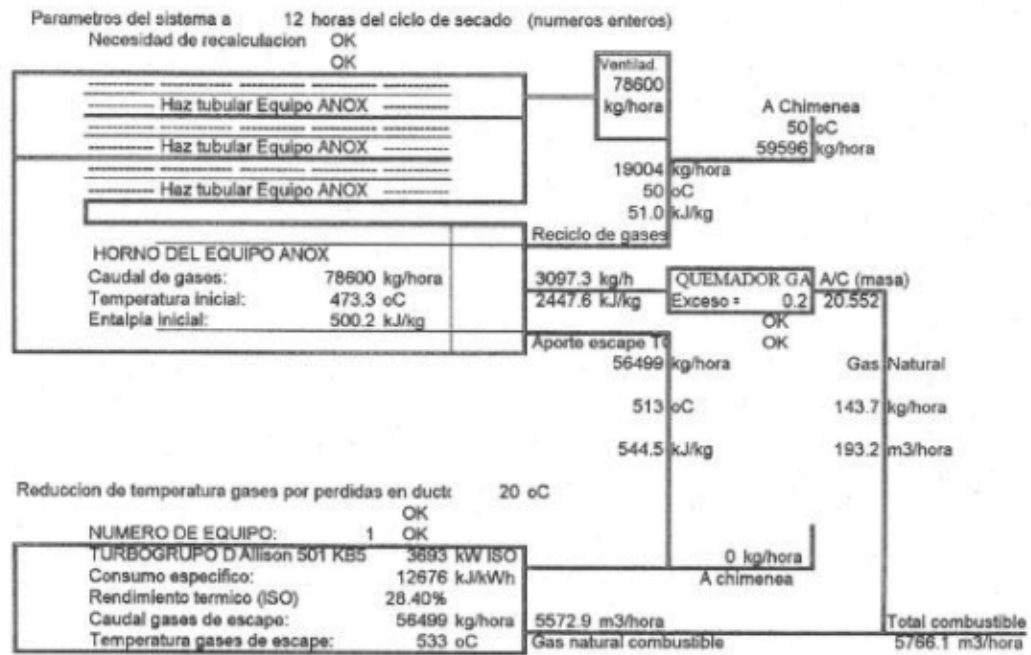 Parametros del sistema a 12 horas del ciclo de secado (numeros enteros)
Necesidad de recalculacion OK
OK
Ventilad.
78600
kg/hora
---------- Haz tubular Equipo ANOX ----------
---------- Haz tubular Equipo ANOX ----------
---------- Haz tubular Equipo ANOX ----------
A Chimenea
50 oC
59596 kg/hora
19004 kg/hora
50 oC
51.0 kJ/kg
Reciclo de gases
HORNO DEL EQUIPO ANOX
Caudal de gases: 78600 kg/hora
Temperatura inicial: 473.3 oC
Entalpia inicial: 500.2 kJ/kg
3097.3 kg/h
2447.6 kJ/kg
QUEMADOR GA A/C (masa)
Exceso = 0.2 20.552
OK
OK
Aporte escape TG
56499 kg/hora
513 oC
544.5 kJ/kg
Gas Natural
143.7 kg/hora
193.2 m3/hora
Reduccion de temperatura gases por perdidas en ducto 20 oC
OK
NUMERO DE EQUIPO: 1 OK
TURBOGRUPO D Allison 501 KB5 3693 kW ISO
Consumo especifico: 12676 kJ/kWh
Rendimiento termico (ISO) 28.40%
Caudal gases de escape: 56499 kg/hora
Temperatura gases de escape: 533 oC
0 kg/hora
A chimenea
5572.9 m3/hora
Gas natural combustible
Total combustible
5766.1 m3/hora